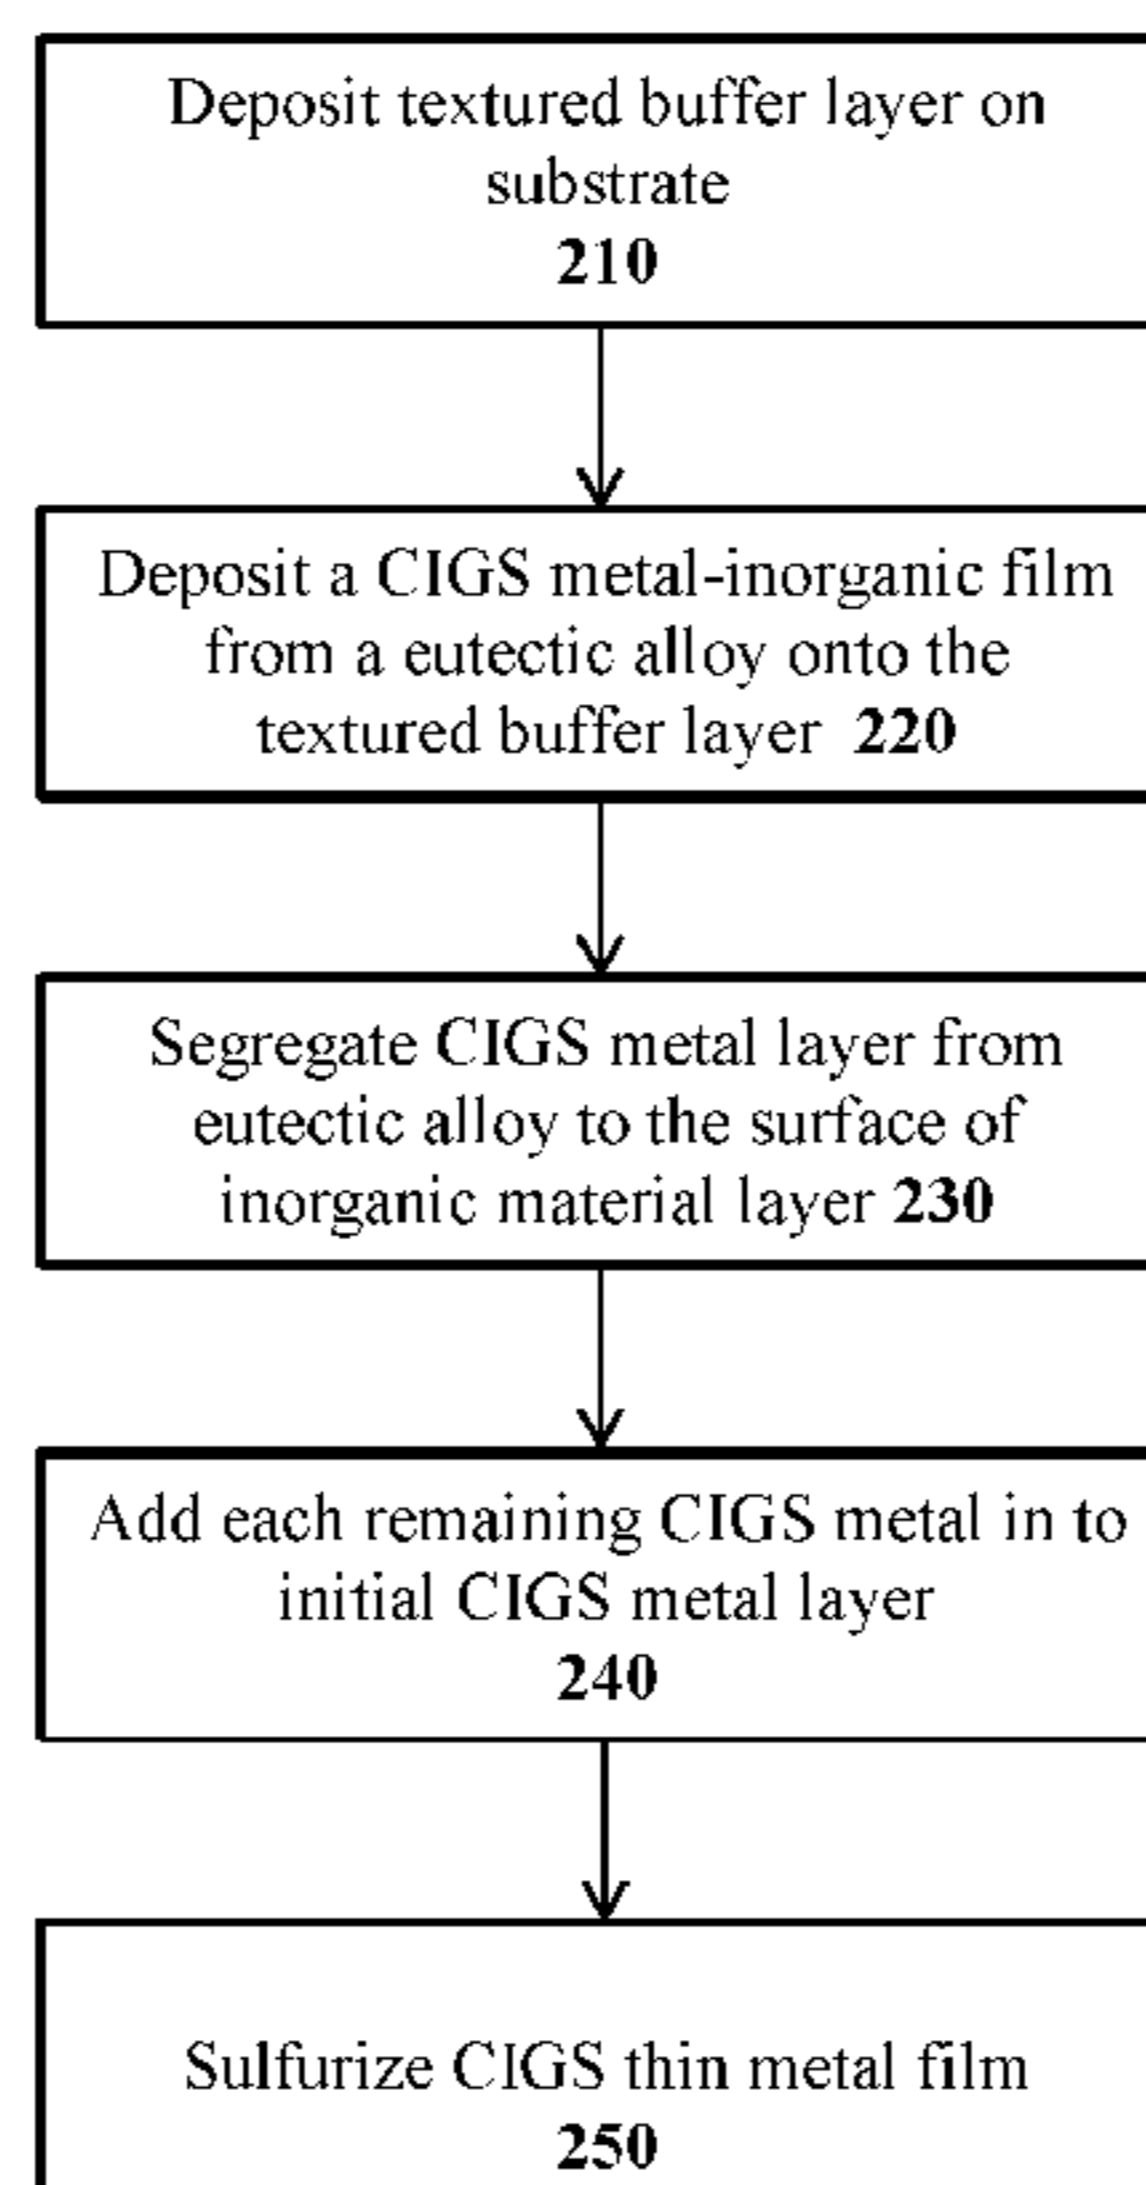 Deposit textured buffer layer on
substrate
210
Deposit a CIGS metal-inorganic film
from a eutectic alloy onto the
textured buffer layer 220
Segregate CIGS metal layer from
eutectic alloy to the surface of
inorganic material layer 230
Add each remaining CIGS metal in to
initial CIGS metal layer
240
Sulfurize CIGS thin metal film
250